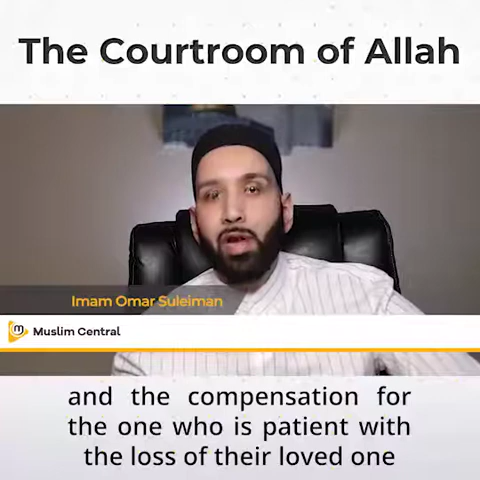 The Courtroom of Allah
Imam Omar Suleiman
m Muslim Central
and the compensation for
the one who is patient with
the loss of their loved one